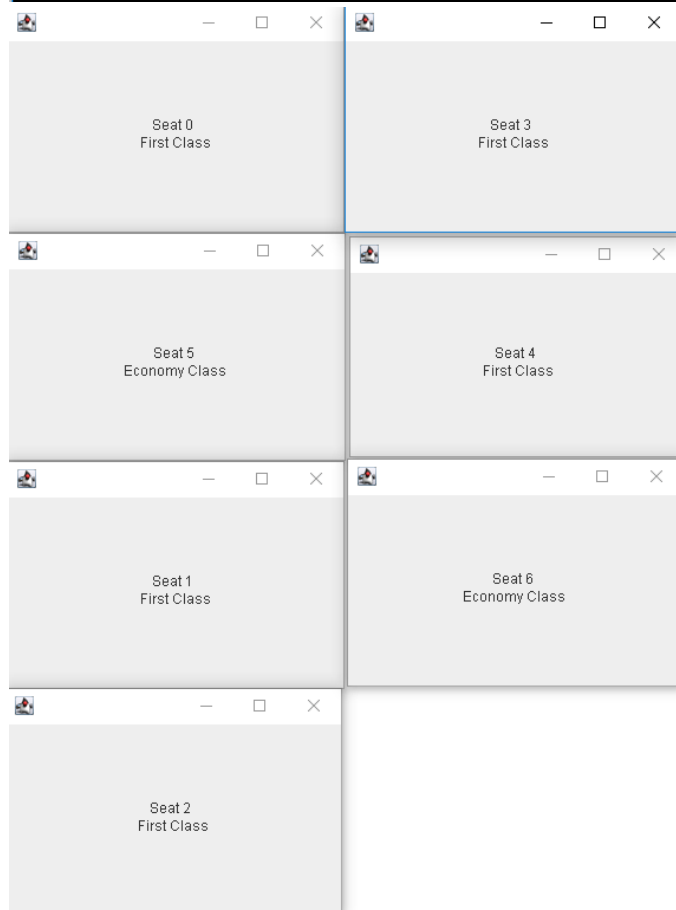 Seat 0
First Class
Seat 3
First Class
Seat 5
Economy Class
Seat 4
First Class
Seat 1
First Class
Seat 6
Economy Class
Seat 2
First Class